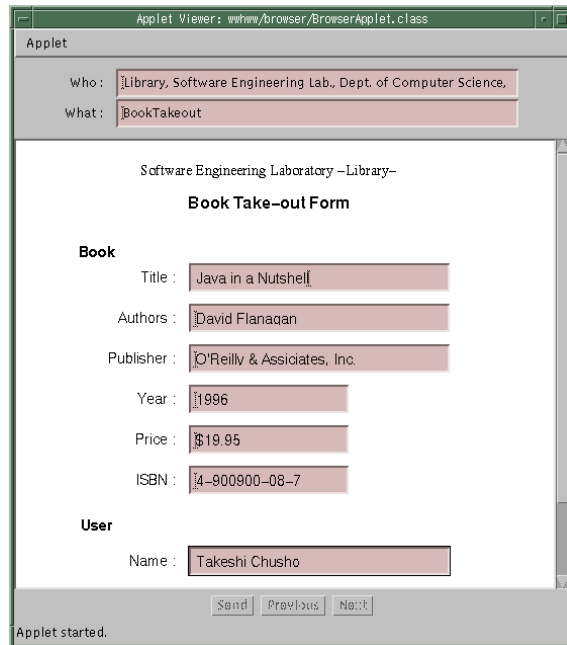 Applet Viewer: wwhww/browser/BrowserApplet.class
Applet
Who: Library, Software Engineering Lab., Dept. of Computer Science,
What: BookTakeout
Software Engineering Laboratory –Library–
Book Take–out Form
Book
Title : Java in a Nutshell
Authors : David Flanagan
Publisher : O'Reilly & Assiciates, Inc.
Year : 1996
Price : $19.95
ISBN : 4–900900–08–7
User
Name : Takeshi Chusho
Send Previous Next
Applet started.